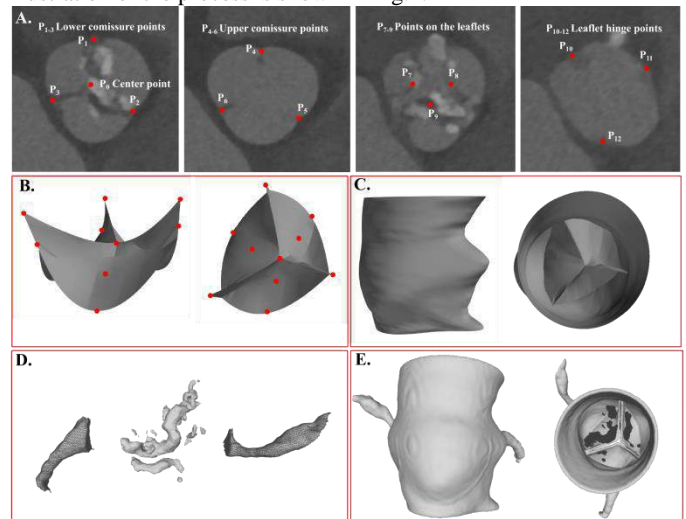 A.
P1-3 Lower comissure points
P1
P0 Center point
P3
P2
P4-6 Upper comissure points
P4
P6
P5
P7-9 Points on the leaflets
P7
P8
P9
P10-12 Leaflet hinge points
P10
P11
P12
B.
C.
D.
E.